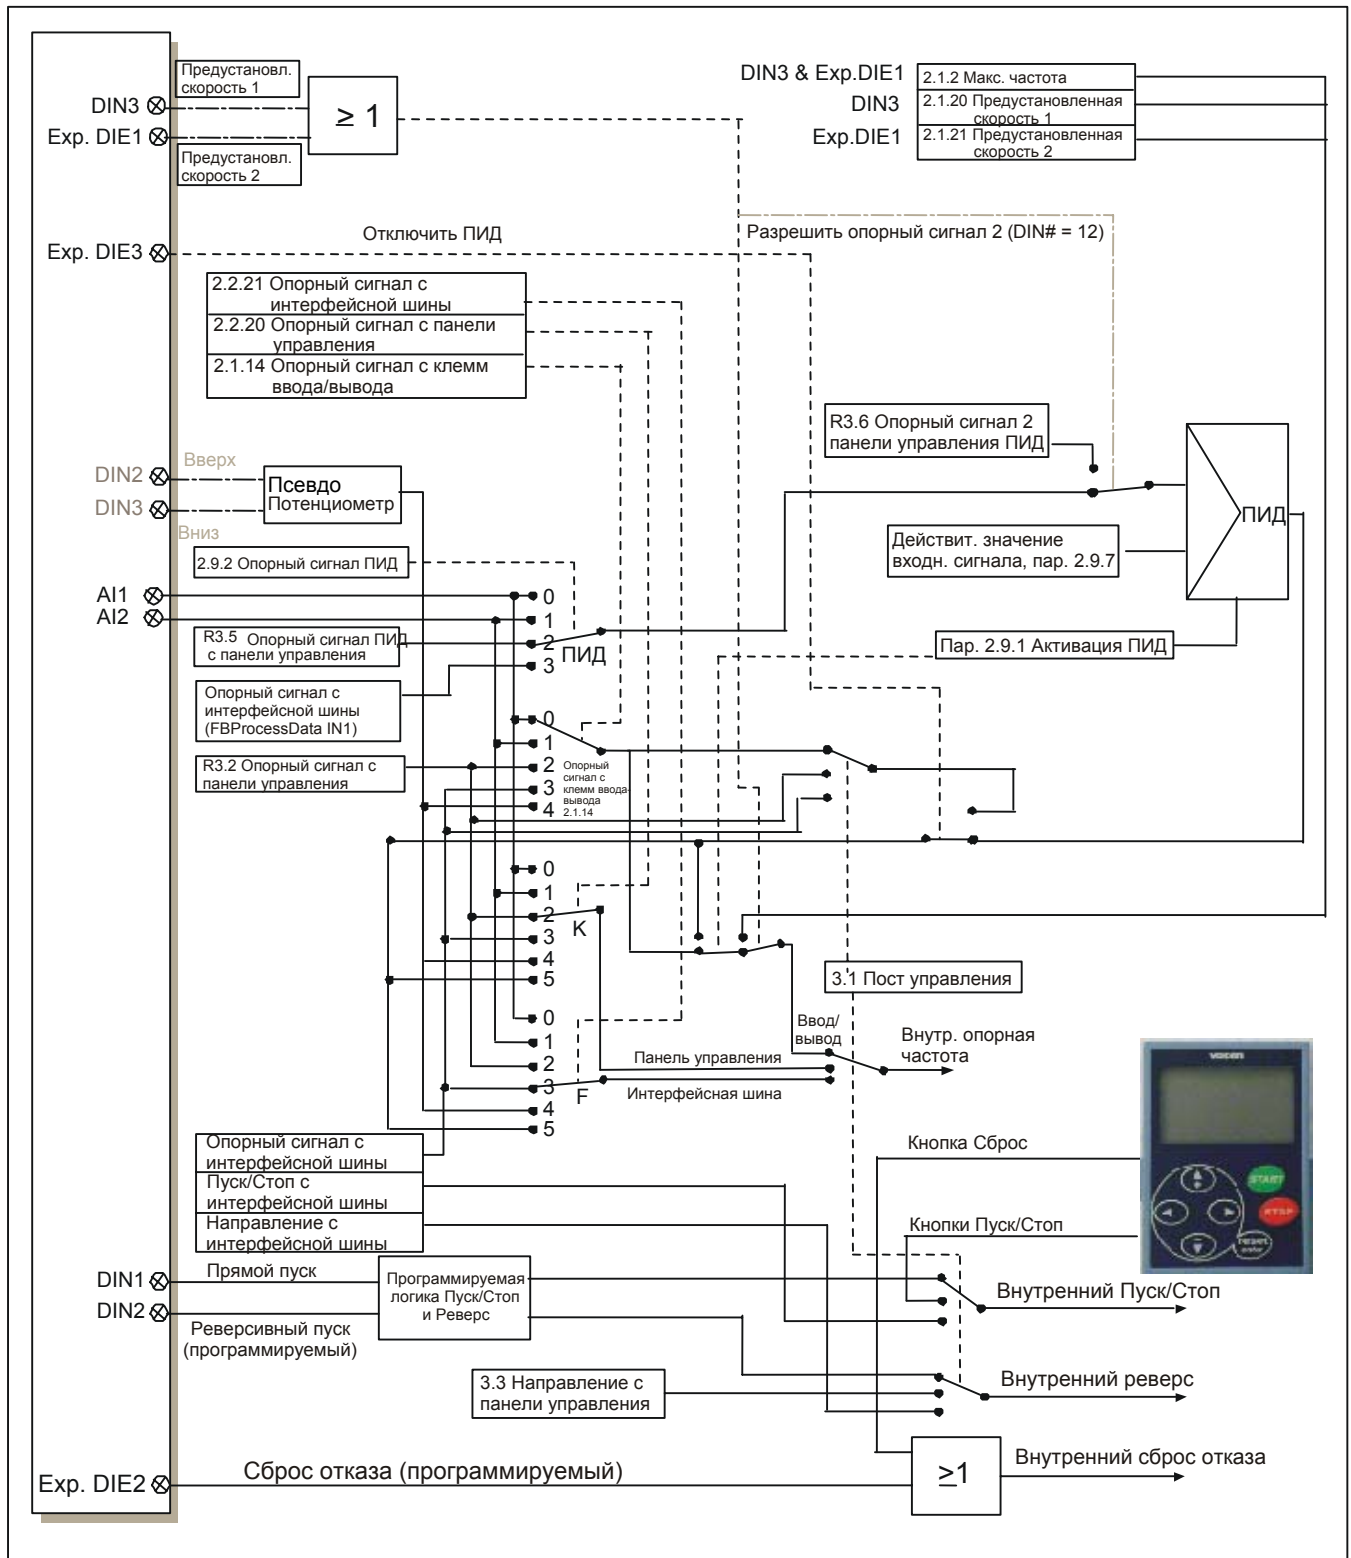 Предустановл.
скорость 1
DIN3
Exp. DIE1
≥ 1
Предустановл.
скорость 2
DIN3 & Exp.DIE1
2.1.2 Макс. частота
DIN3
2.1.20 Предустановленная
скорость 1
Exp.DIE1
2.1.21 Предустановленная
скорость 2
Exp. DIE3
Отключить ПИД
Разрешить опорный сигнал 2 (DIN# = 12)
2.2.21 Опорный сигнал с
интерфейсной шины
2.2.20 Опорный сигнал с панели
управления
2.1.14 Опорный сигнал с клемм
ввода/вывода
R3.6 Опорный сигнал 2
панели управления ПИД
DIN2
Вверх
DIN3
Вниз
Псевдо
Потенциометр
ПИД
Действит. значение
входн. сигнала, пар. 2.9.7
2.9.2 Опорный сигнал ПИД
AI1
AI2
0
1
2
3
ПИД
R3.5 Опорный сигнал ПИД
с панели управления
Пар. 2.9.1 Активация ПИД
Опорный сигнал с
интерфейсной шины
(FBProcessData IN1)
R3.2 Опорный сигнал с
панели управления
0
1
2
3
4
Опорный
сигнал с
клемм ввода-
вывода
2.1.14
0
1
2
3
4
5
K
3.1 Пост управления
0
1
2
3
4
5
F
Ввод/
вывод
Панель управления
Интерфейсная шина
Внутр. опорная
частота
vacon
START
STOP
reset
enter
Опорный сигнал с
интерфейсной шины
Пуск/Стоп с
интерфейсной шины
Направление с
интерфейсной шины
Кнопка Сброс
Кнопки Пуск/Стоп
DIN1
Прямой пуск
DIN2
Реверсивный пуск
(программируемый)
Программируемая
логика Пуск/Стоп
и Реверс
Внутренний Пуск/Стоп
3.3 Направление с
панели управления
Внутренний реверс
Exp. DIE2
Сброс отказа (программируемый)
≥1
Внутренний сброс отказа